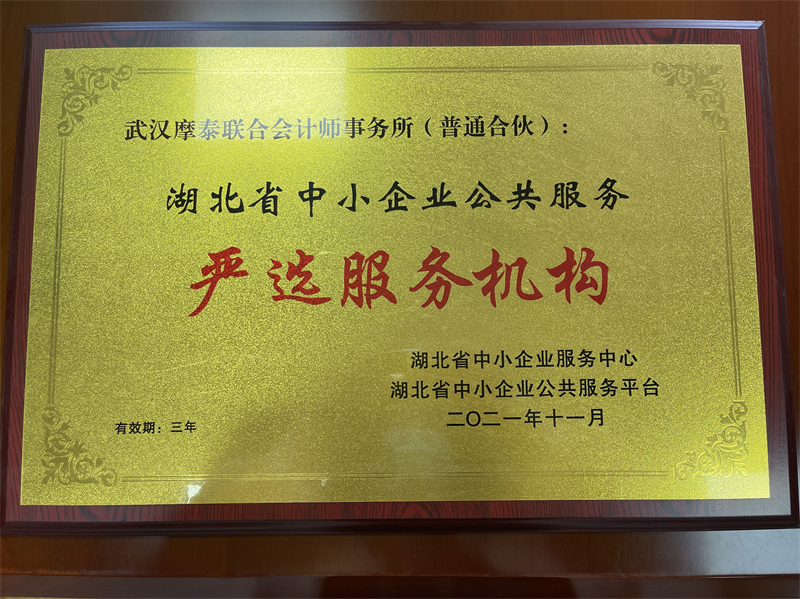 武汉摩泰联合会计师事务所（普通合伙）：
湖北省中小企业公共服务
严选服务机构
湖北省中小企业服务中心
湖北省中小企业公共服务平台
二〇二一年十一月
有效期：三年